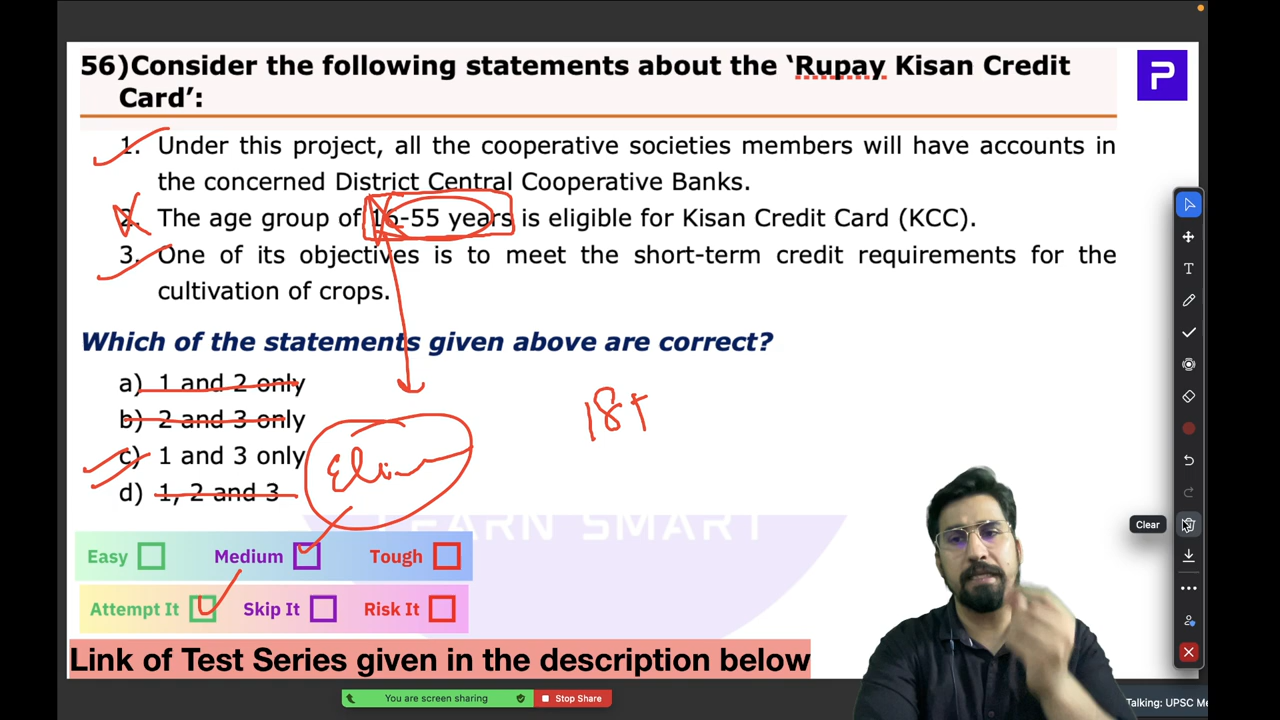 56)Consider the following statements about the ‘Rupay Kisan Credit
Card’:
P
1. Under this project, all the cooperative societies members will have accounts in
the concerned District Central Cooperative Banks.
2. The age group of 16-55 years is eligible for Kisan Credit Card (KCC).
3. One of its objectives is to meet the short-term credit requirements for the
cultivation of crops.
Which of the statements given above are correct?
a) 1 and 2 only
b) 2 and 3 only
c) 1 and 3 only
d) 1, 2 and 3
18+
LEARN SMART
Clear
Easy Medium Tough
Attempt It Skip It Risk It
Link of Test Series given in the description below
You are screen sharing Stop Share
Talking: UPSC Me
T